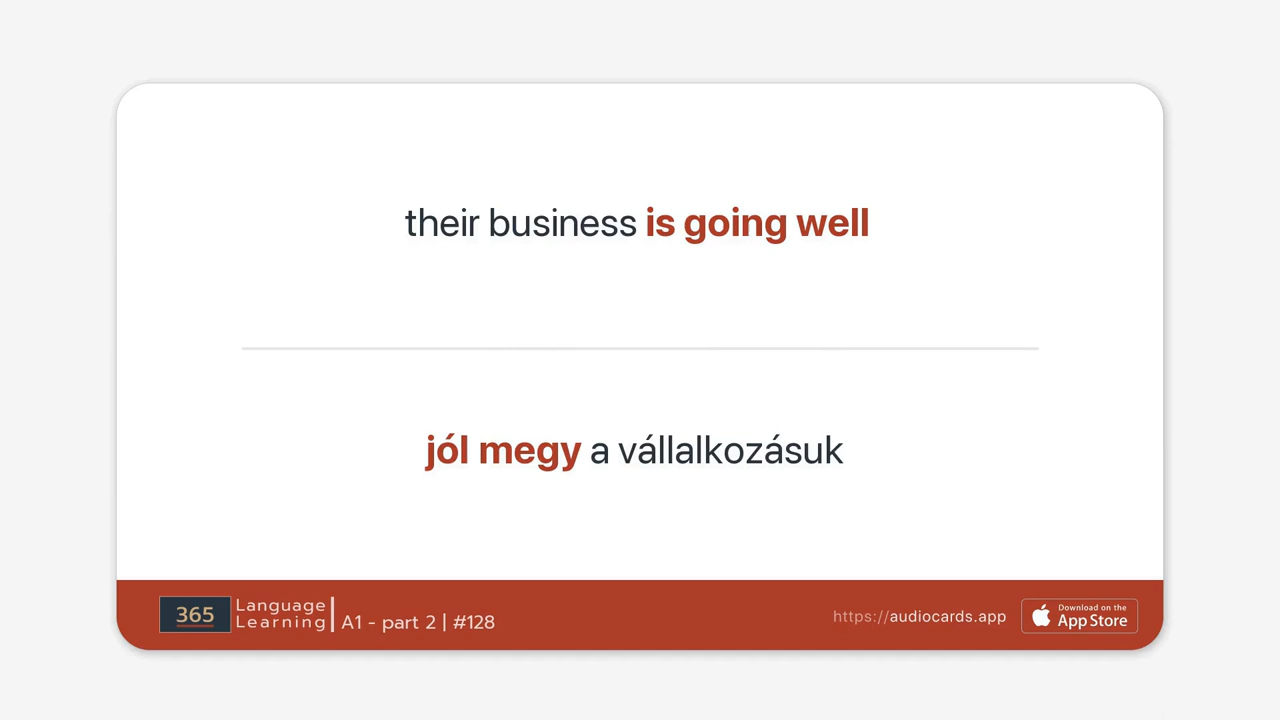 their business is going well
jól megy a vállalkozásuk
365
Language
Learning
A1 - part 2 | #128
https://audiocards.app
Download on the
App Store